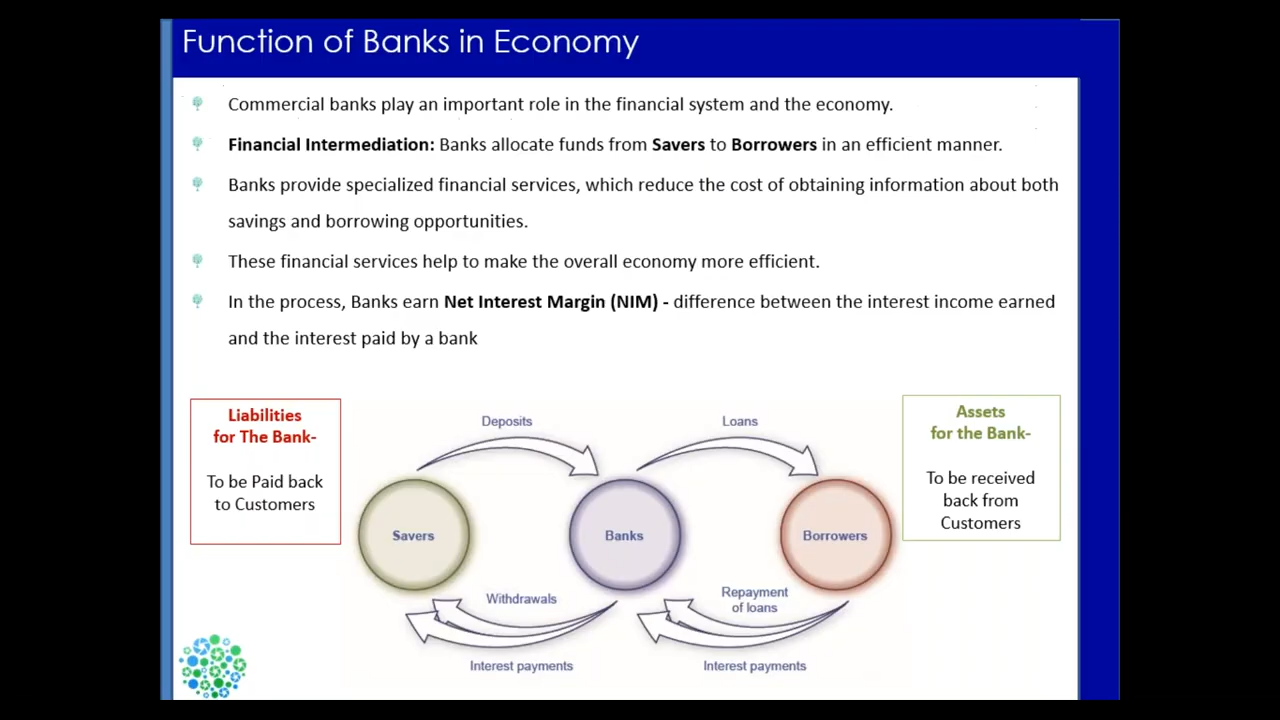 Function of Banks in Economy
Commercial banks play an important role in the financial system and the economy.
Financial Intermediation: Banks allocate funds from Savers to Borrowers in an efficient manner.
Banks provide specialized financial services, which reduce the cost of obtaining information about both
savings and borrowing opportunities.
These financial services help to make the overall economy more efficient.
In the process, Banks earn Net Interest Margin (NIM) - difference between the interest income earned
and the interest paid by a bank
Liabilities
for The Bank-
To be Paid back
to Customers
Deposits
Loans
Savers
Banks
Borrowers
Withdrawals
Repayment
of loans
Interest payments
Interest payments
Assets
for the Bank-
To be received
back from
Customers